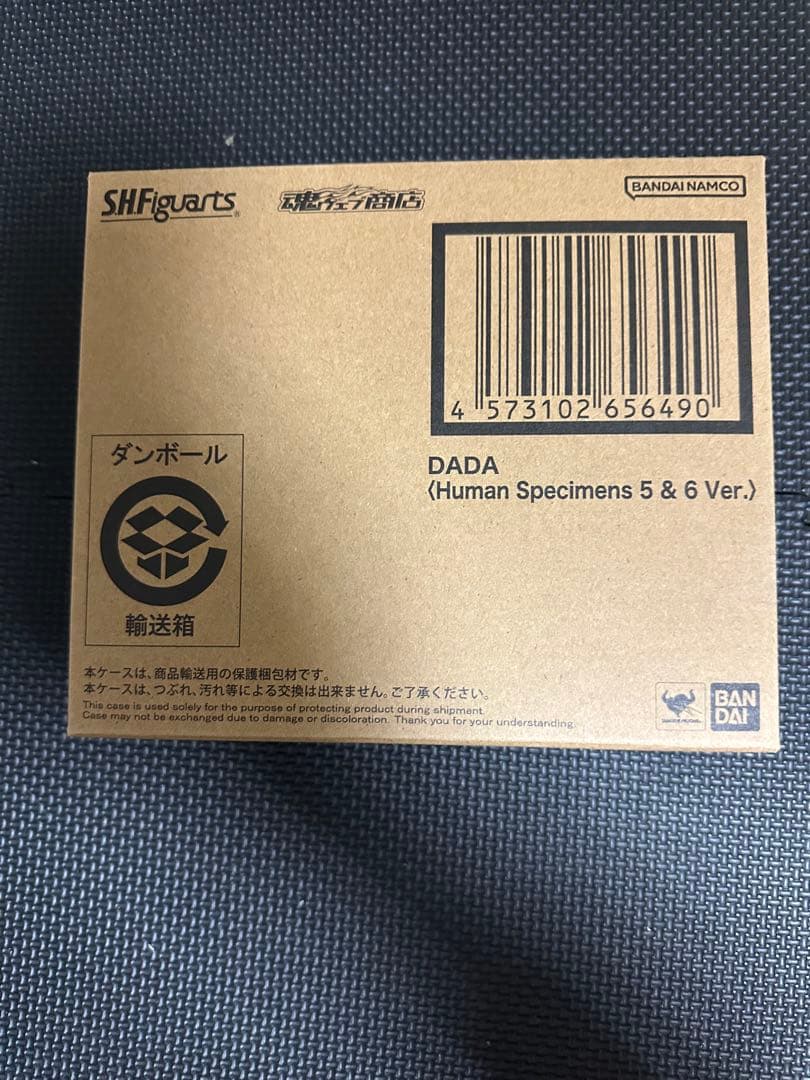 S.H.Figuarts
魂ウェブ商店
BANDAI NAMCO
4 573102 656490
DADA
〈Human Specimens 5 & 6 Ver.〉
ダンボール
輸送箱
本ケースは、商品輸送用の保護梱包材です。
本ケースは、つぶれ、汚れ等による交換は出来ません。ご了承ください。
This case is used solely for the purpose of protecting product during shipment.
Case may not be exchanged due to damage or discoloration. Thank you for your understanding.
BAN
DAI